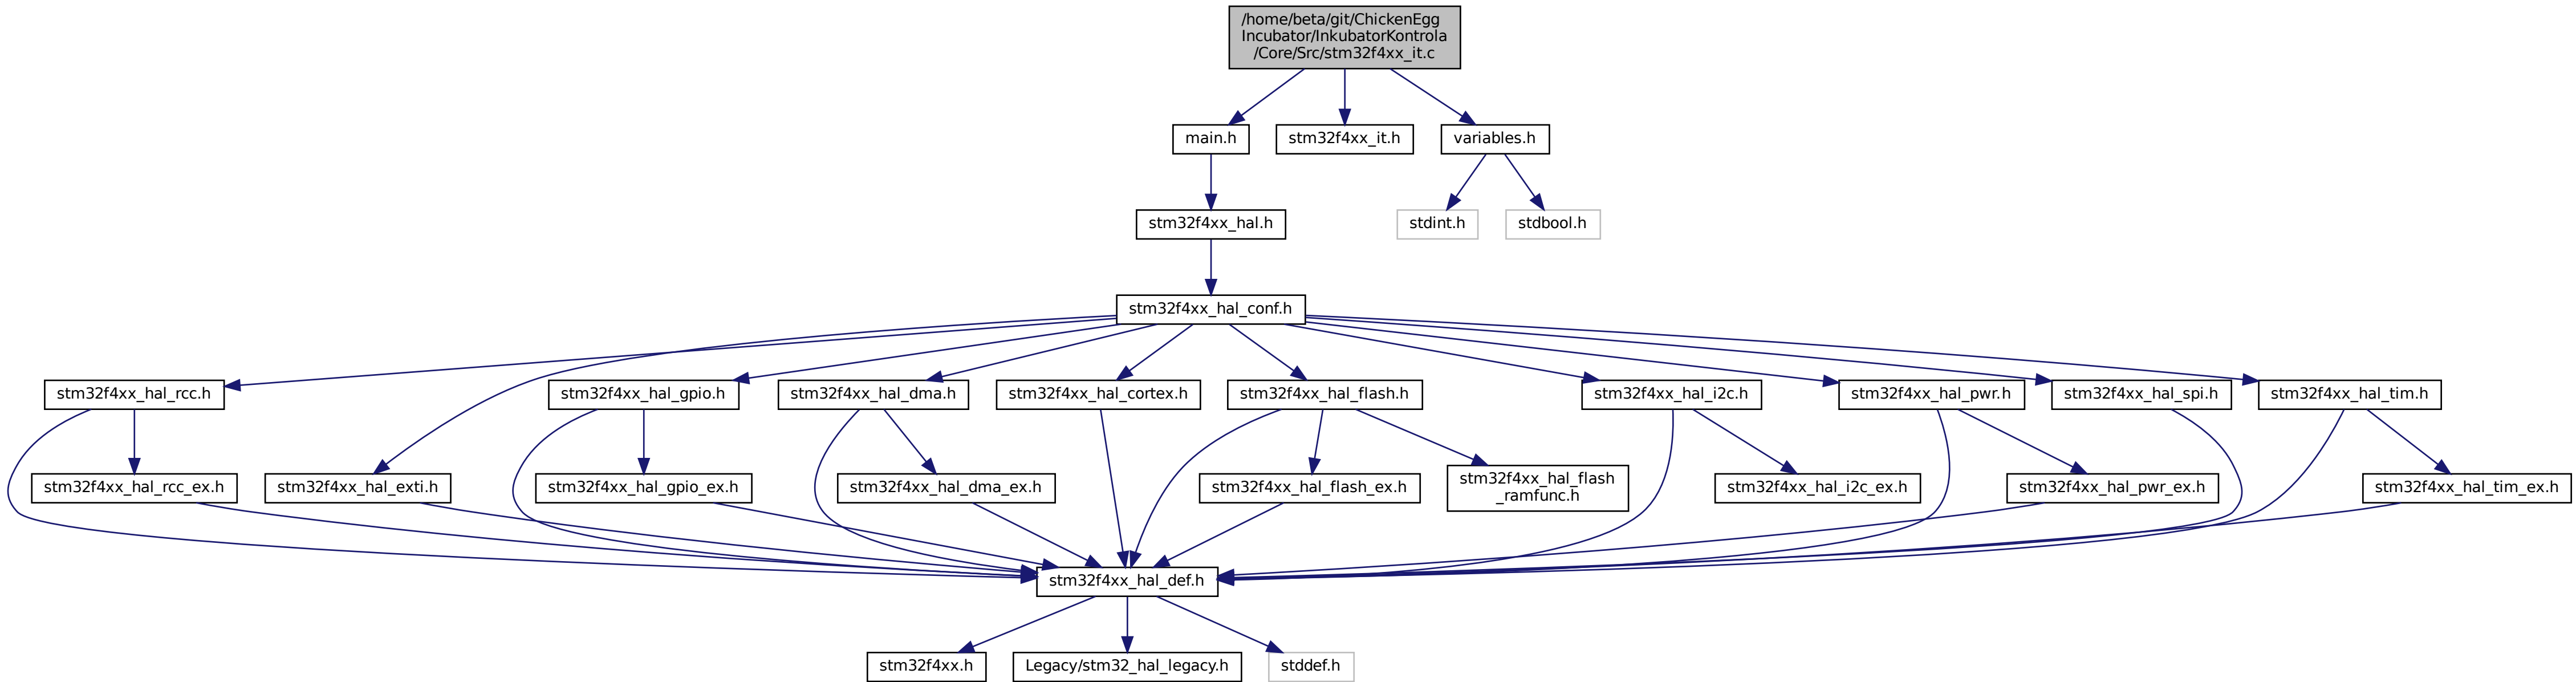 /home/beta/git/ChickenEgg
Incubator/InkubatorKontrola
/Core/Src/stm32f4xx_it.c
main.h
stm32f4xx_it.h
variables.h
stm32f4xx_hal.h
stdint.h
stdbool.h
stm32f4xx_hal_conf.h
stm32f4xx_hal_rcc.h
stm32f4xx_hal_gpio.h
stm32f4xx_hal_dma.h
stm32f4xx_hal_cortex.h
stm32f4xx_hal_flash.h
stm32f4xx_hal_i2c.h
stm32f4xx_hal_pwr.h
stm32f4xx_hal_spi.h
stm32f4xx_hal_tim.h
stm32f4xx_hal_rcc_ex.h
stm32f4xx_hal_exti.h
stm32f4xx_hal_gpio_ex.h
stm32f4xx_hal_dma_ex.h
stm32f4xx_hal_flash_ex.h
stm32f4xx_hal_flash
_ramfunc.h
stm32f4xx_hal_i2c_ex.h
stm32f4xx_hal_pwr_ex.h
stm32f4xx_hal_tim_ex.h
stm32f4xx_hal_def.h
stm32f4xx.h
Legacy/stm32_hal_legacy.h
stddef.h